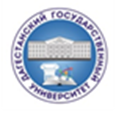 ДАГЕСТАНСКИЙ ГОСУДАРСТВЕННЫЙ
УНИВЕРСИТЕТ